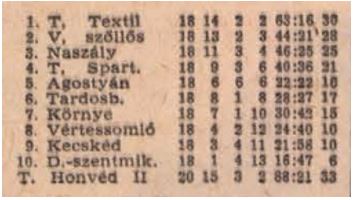 1. T, Textil 18 14 2 2 63:16 30
2. V, szőllős 18 13 2 3 44:21 28
3. Naszály 18 11 3 4 46:25 25
4. T, Spart. 18 9 3 6 40:36 21
5. Agostyán 18 6 6 6 22:22 18
6. Tardosb. 18 8 1 8 28:27 17
7. Környe 18 7 1 10 30:42 15
8. Vértessomló 18 4 2 12 24:40 10
9. Kecskéd 18 3 4 11 21:58 10
10. D.-szentmik. 18 1 4 13 16:47 6
T. Honvéd II 20 15 3 2 88:21 33